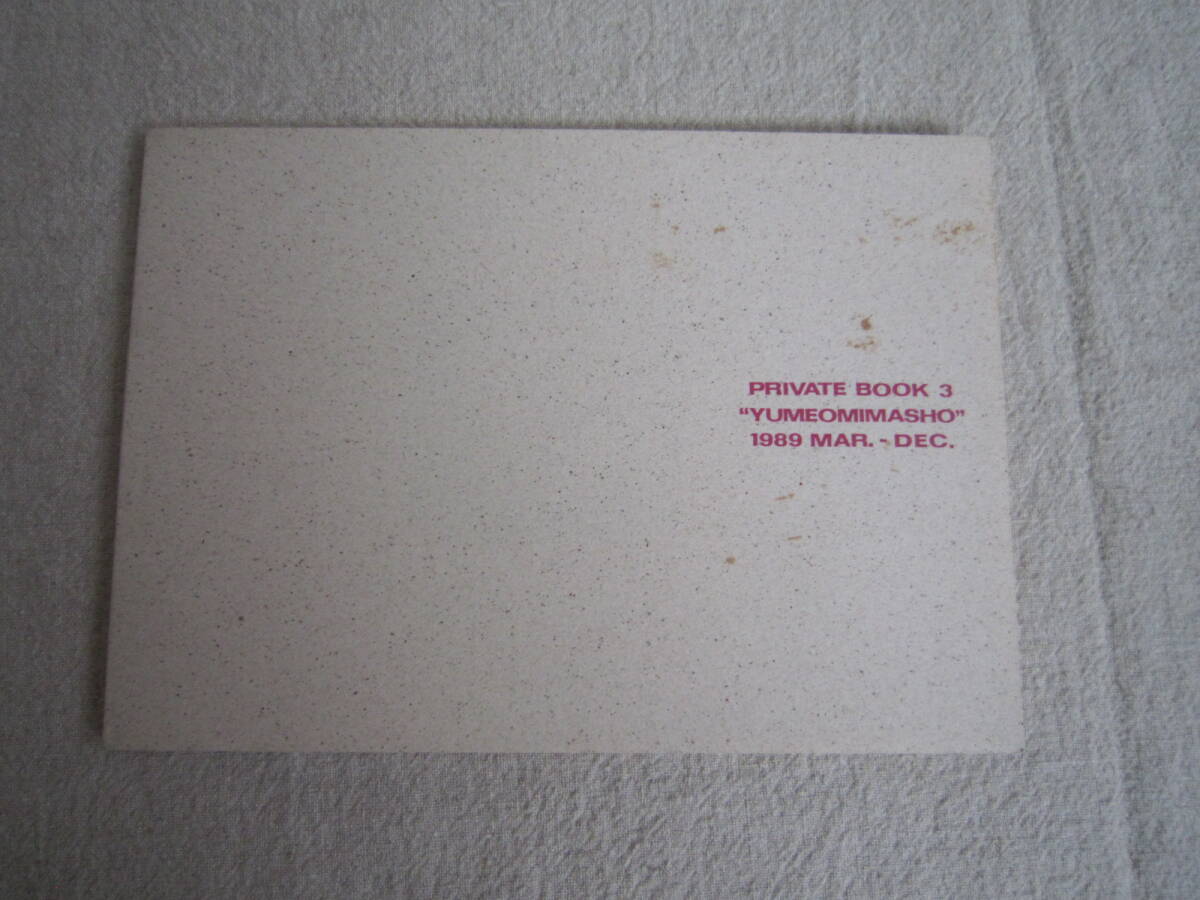 PRIVATE BOOK 3
“YUMEOMIMASHO”
1989 MAR. - DEC.